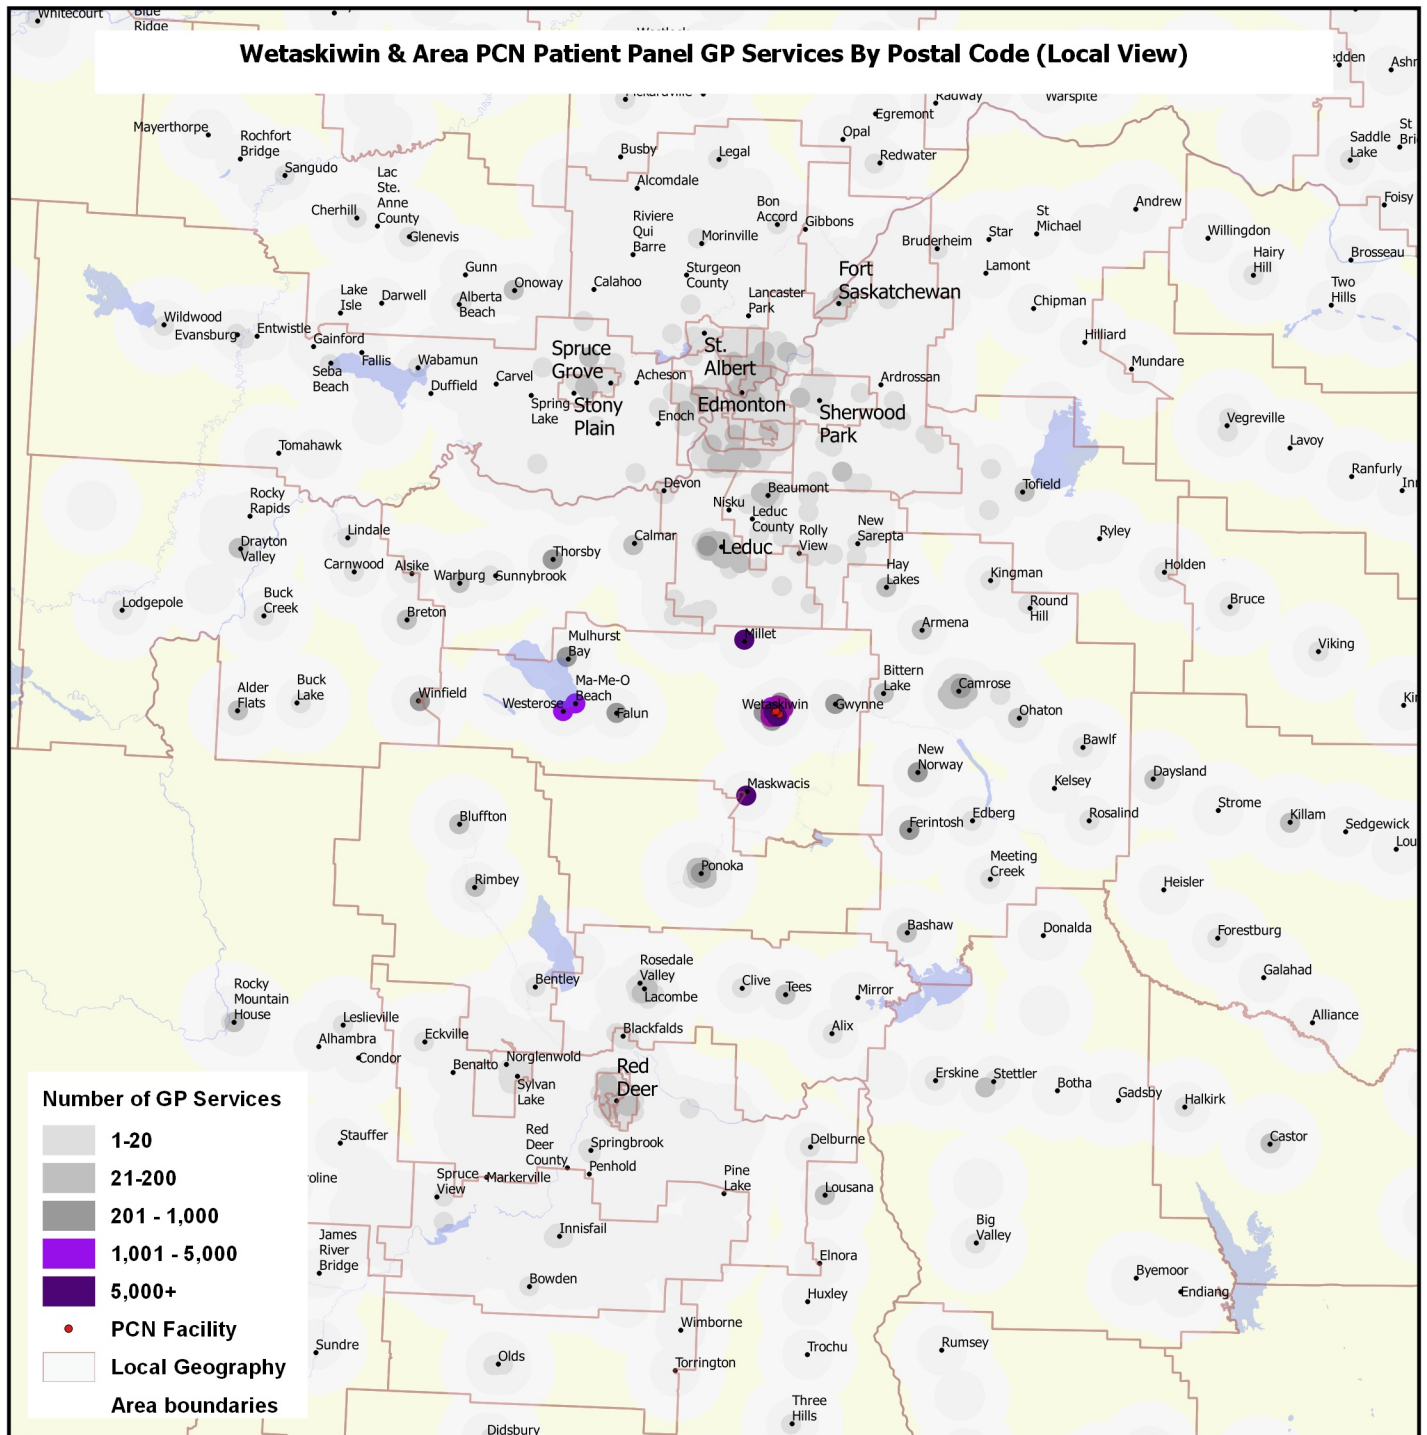 Whitecourt
Blue
Ridge
Wetaskiwin & Area PCN Patient Panel GP Services By Postal Code (Local View)
Radway
Warspite
Egremont
Mayerthorpe
Rochfort
Bridge
Opal
Saddle
Lake
Busby
Legal
Redwater
Sangudo
Lac
Ste.
Anne
County
Alcomdale
Foisy
Cherhill
Riviere
Qui
Barre
Bon
Accord
Gibbons
St
Michael
Andrew
Glenevis
Morinville
Bruderheim
Star
Willingdon
Hairy
Hill
Brosseau
Gunn
Onoway
Calahoo
Sturgeon
County
Fort
Saskatchewan
Lamont
Two
Hills
Lake
Isle
Darwell
Alberta
Beach
Lancaster
Park
Chipman
Wildwood
Evansburg
Entwistle
Gainford
Hilliard
Spruce
Grove
St.
Albert
Fallis
Wabamun
Mundare
Seba
Beach
Duffield
Carvel
Acheson
Ardrossan
Spring
Lake
Stony
Plain
Enoch
Edmonton
Sherwood
Park
Vegreville
Lavoy
Tomahawk
Ranfurly
Devon
Beaumont
Tofield
Rocky
Rapids
Nisku
Leduc
County
Lindale
Calmar
Leduc
Rolly
View
New
Sarepta
Ryley
Drayton
Valley
Thorsby
Carnwood
Alsike
Warburg
Sunnybrook
Hay
Lakes
Kingman
Holden
Lodgepole
Buck
Creek
Breton
Round
Hill
Bruce
Armena
Mulhurst
Bay
Millet
Viking
Alder
Flats
Buck
Lake
Winfield
Westerose
Ma-Me-O
Beach
Falun
Wetaskiwin
Gwynne
Bittern
Lake
Camrose
Ohaton
Bawlf
New
Norway
Daysland
Maskwacis
Kelsey
Bluffton
Ferintosh
Edberg
Rosalind
Strome
Killam
Sedgewick
Rimbey
Ponoka
Meeting
Creek
Heisler
Bashaw
Donalda
Forestburg
Rosedale
Valley
Lacombe
Galahad
Bentley
Clive
Tees
Mirror
Rocky
Mountain
House
Leslieville
Alliance
Alhambra
Condor
Eckville
Blackfalds
Alix
Benalto
Norglenwold
Sylvan
Lake
Red
Deer
Erskine
Stettler
Botha
Gadsby
Halkirk
Number of GP Services
1-20
21-200
201 - 1,000
1,001 - 5,000
5,000+
PCN Facility
Local Geography
Area boundaries
Stauffer
Red
Deer
County
Springbrook
Penhold
Delburne
Castor
Spruce
View
Markerville
Pine
Lake
Lousana
James
River
Bridge
Innisfail
Big
Valley
Bowden
Elnora
Byemoor
Endiang
Huxley
Sundre
Wimborne
Olds
Torrington
Trochu
Rumsey
Three
Hills
Didsbury